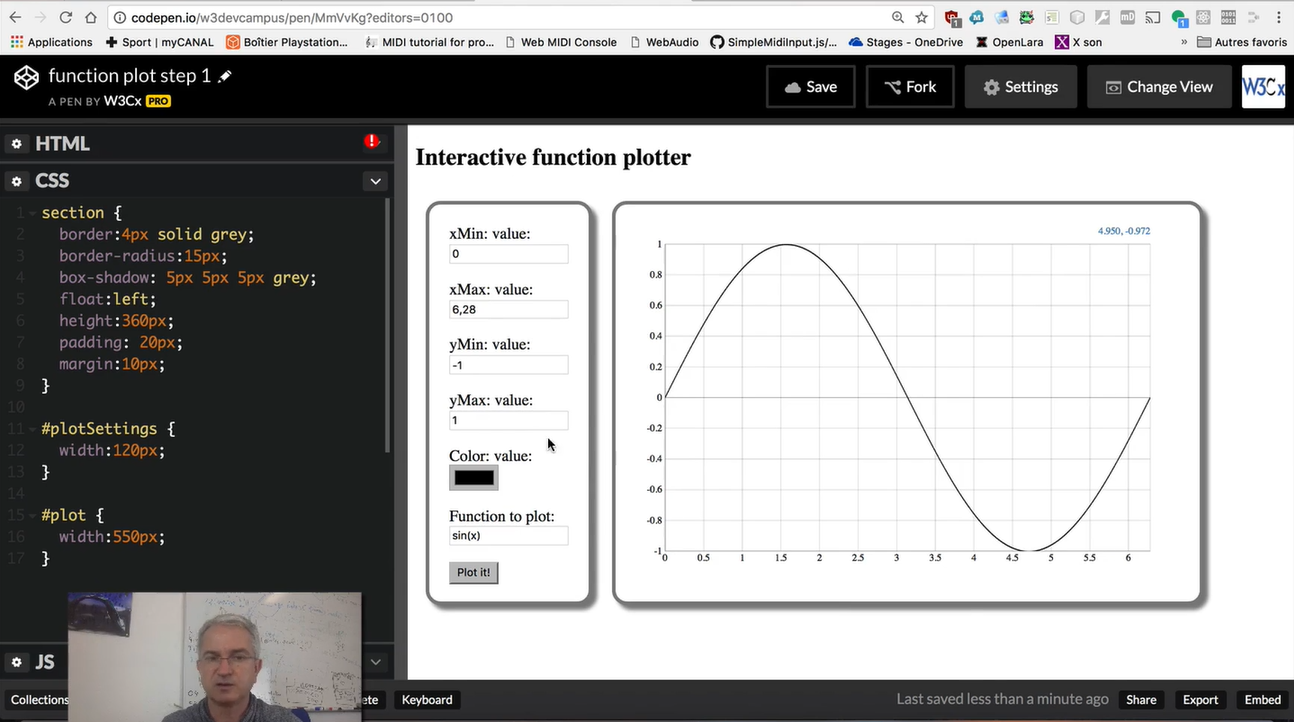 codepen.io/w3devcampus/pen/MmVvKg?editors=0100
Applications Sport | myCANAL Boîtier Playstation... MIDI tutorial for pro... Web MIDI Console WebAudio SimpleMidiInput.js/... Stages - OneDrive OpenLara X son » Autres favoris
function plot step 1
A PEN BY W3Cx PRO
Save Fork Settings Change View W3Cx
HTML
CSS
1 section {
2 border:4px solid grey;
3 border-radius:15px;
4 box-shadow: 5px 5px 5px grey;
5 float:left;
6 height:360px;
7 padding: 20px;
8 margin:10px;
9 }
10
11 #plotSettings {
12 width:120px;
13 }
14
15 #plot {
16 width:550px;
17 }
JS
Interactive function plotter
xMin: value:
0
xMax: value:
6,28
yMin: value:
-1
yMax: value:
1
Color: value:
Function to plot:
sin(x)
Plot it!
4.950, -0.972
1
0.8
0.6
0.4
0.2
0
-0.2
-0.4
-0.6
-0.8
-1
0 0.5 1 1.5 2 2.5 3 3.5 4 4.5 5 5.5 6
Collections
Keyboard
Last saved less than a minute ago Share Export Embed